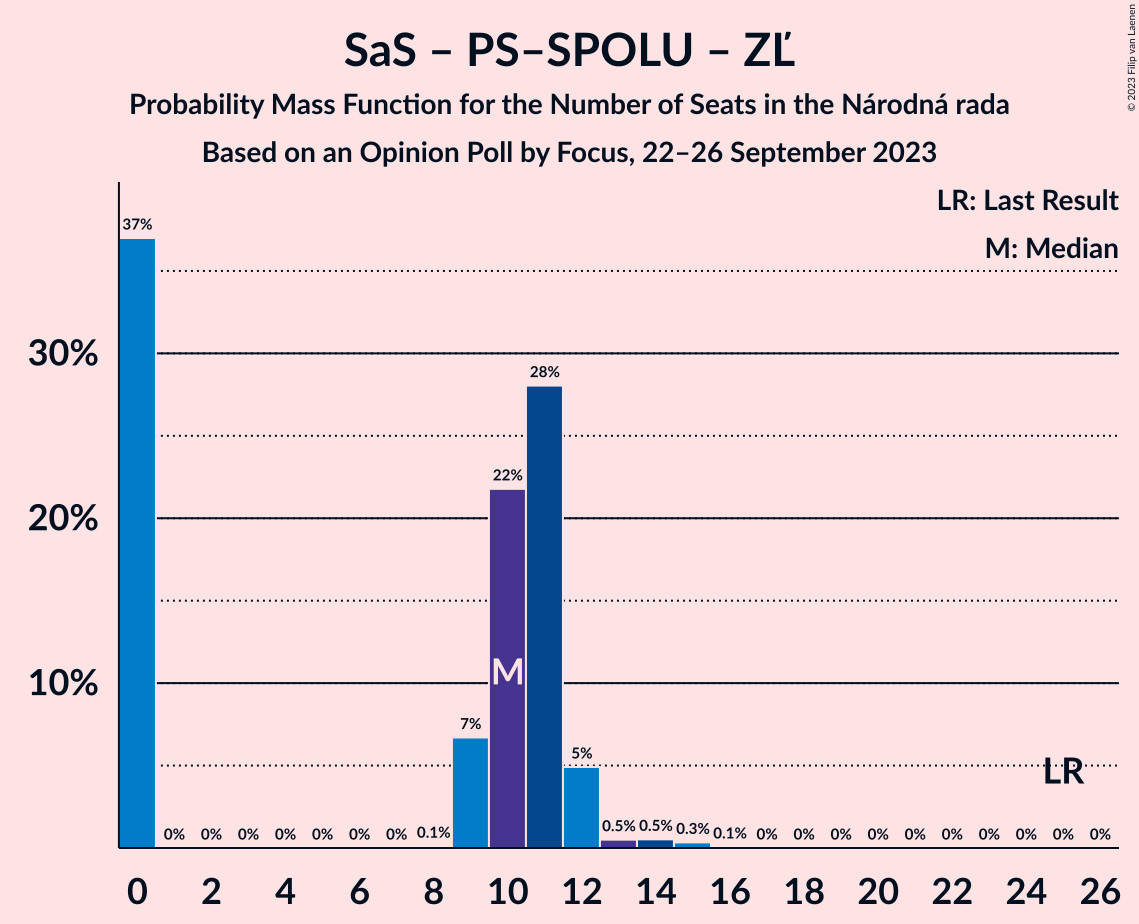 SaS – PS–SPOLU – ZĽ
Probability Mass Function for the Number of Seats in the Národná rada
Based on an Opinion Poll by Focus, 22–26 September 2023
© 2023 Filip van Laenen
LR: Last Result
M: Median
37%
30%
28%
22%
20%
M
10%
7%
5%
LR
0% 0% 0% 0% 0% 0% 0% 0.1% 0.5% 0.5% 0.3% 0.1% 0% 0% 0% 0% 0% 0% 0% 0% 0% 0%
0 2 4 6 8 10 12 14 16 18 20 22 24 26